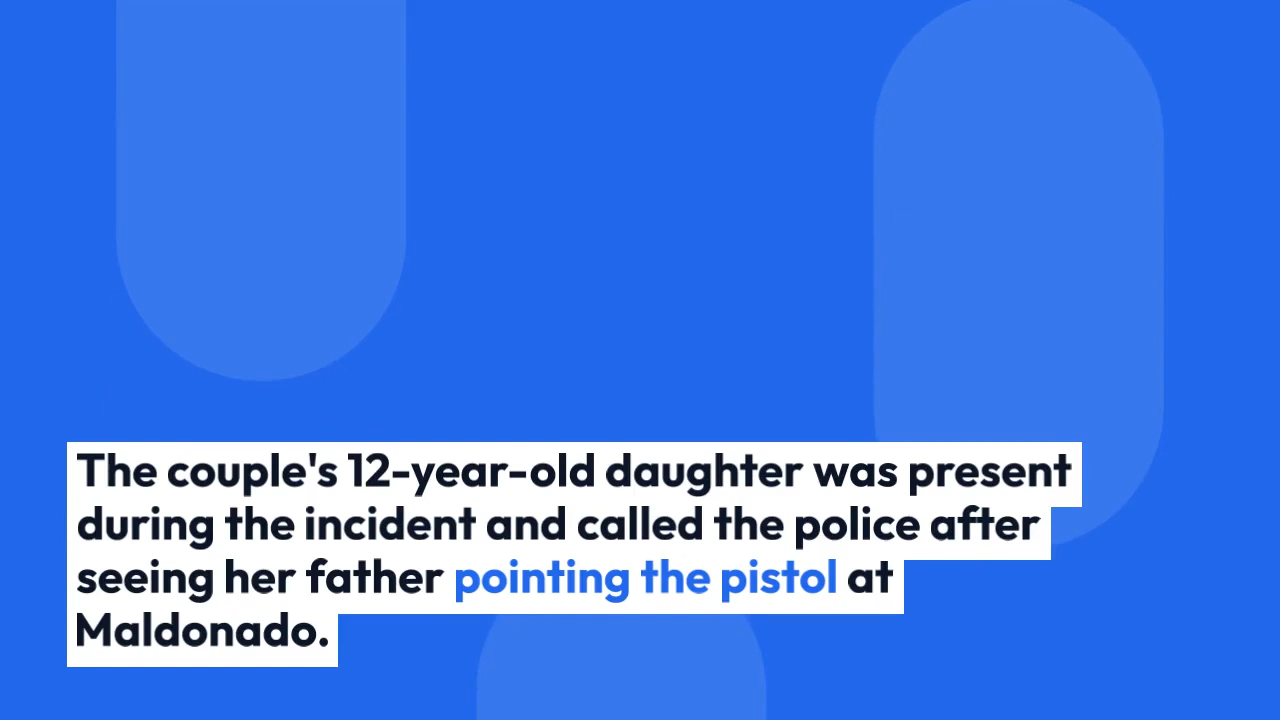 The couple's 12-year-old daughter was present
during the incident and called the police after
seeing her father pointing the pistol at
Maldonado.